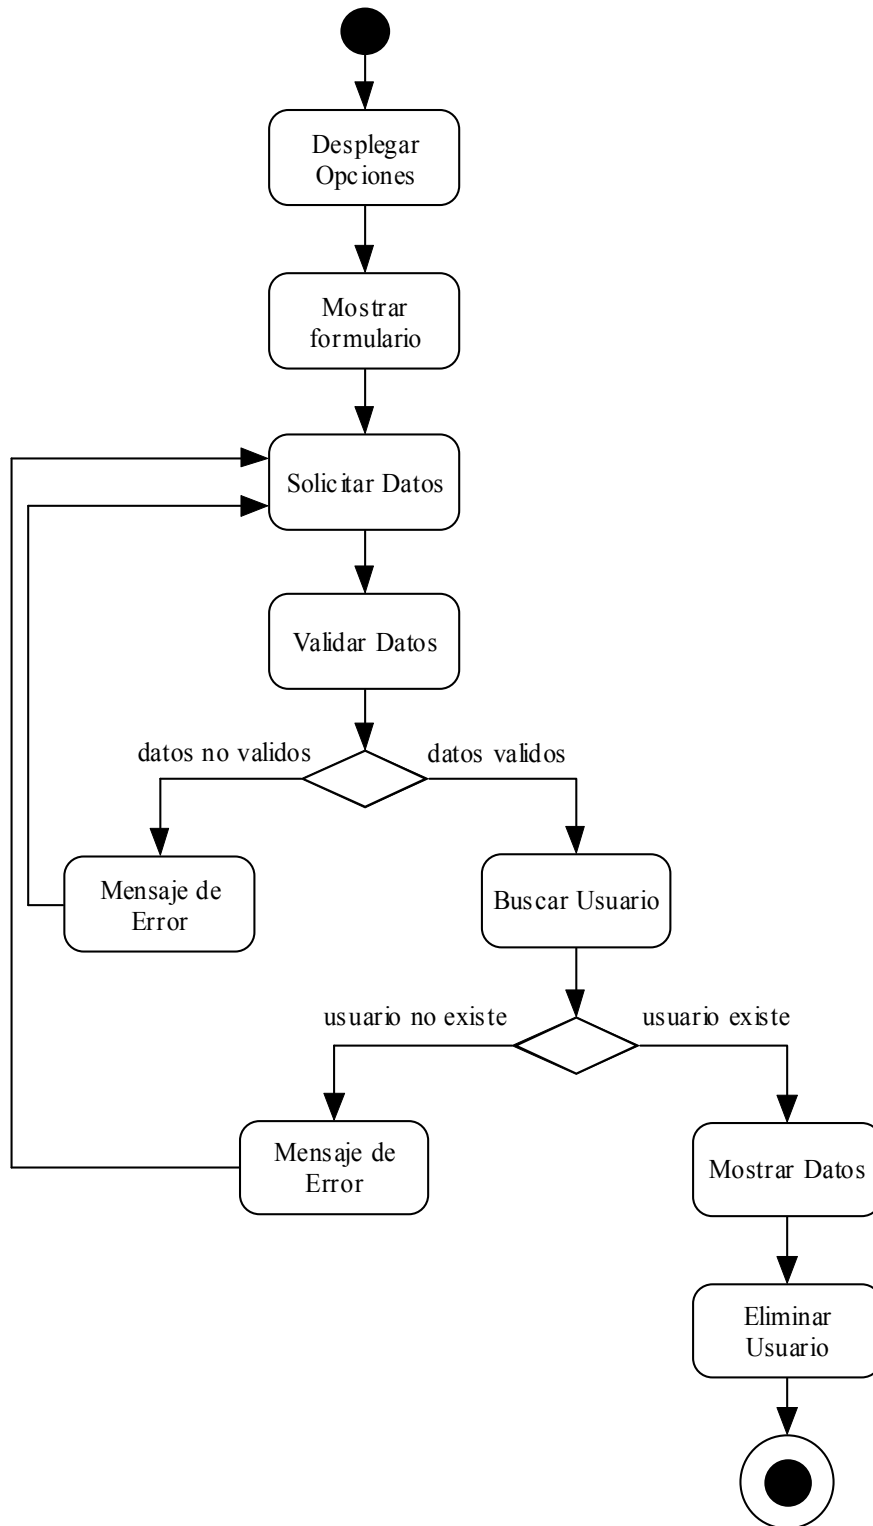 Desplegar
Opciones
Mostrar
formulario
Solicitar Datos
Validar Datos
datos no validos
datos validos
Mensaje de
Error
Buscar Usuario
usuario no existe
usuario existe
Mensaje de
Error
Mostrar Datos
Eliminar
Usuario